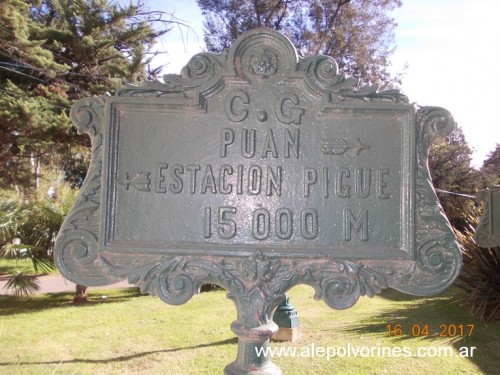 C. G
PUAN
ESTACION PIGUE
15 000 M
16.04.2017
www.alepolvorines.com.ar